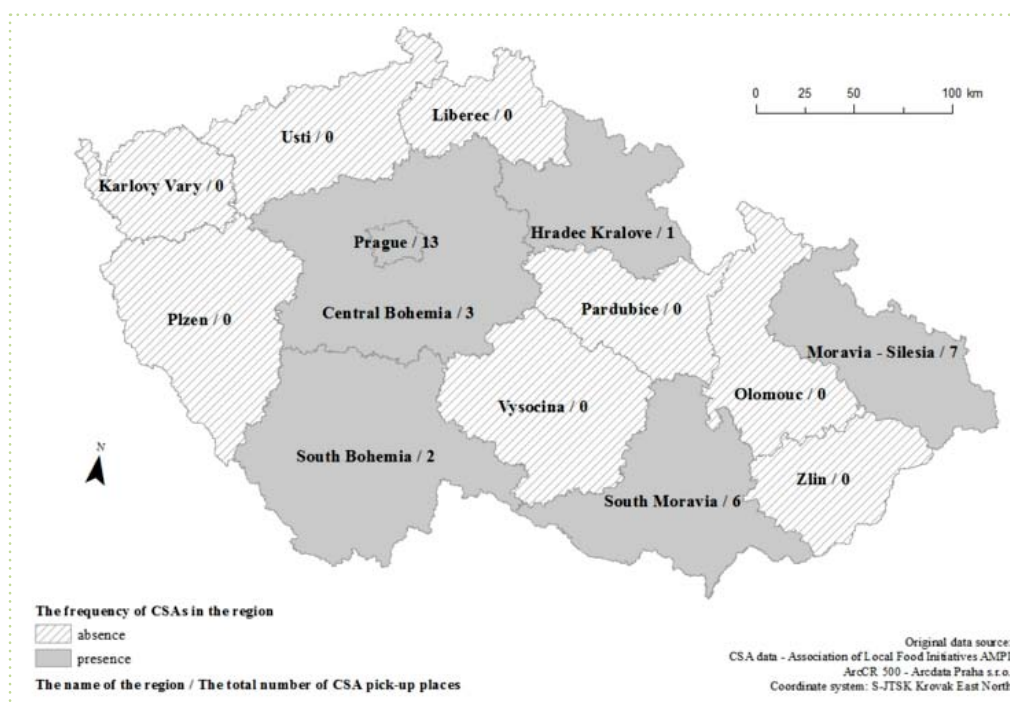 0 25 50 100 km
Liberec / 0
Usti / 0
Karlovy Vary / 0
Hradec Kralove / 1
Prague / 13
Central Bohemia / 3
Pardubice / 0
Plzen / 0
Moravia - Silesia / 7
Olomouc / 0
Vysocina / 0
N
South Bohemia / 2
Zlin / 0
South Moravia / 6
The frequency of CSAs in the region
absence
presence
The name of the region / The total number of CSA pick-up places
Original data source:
CSA data - Association of Local Food Initiatives AMPI
ArcCR 500 - Arcdata Praha s.r.o.
Coordinate system: S-JTSK Krovak East North